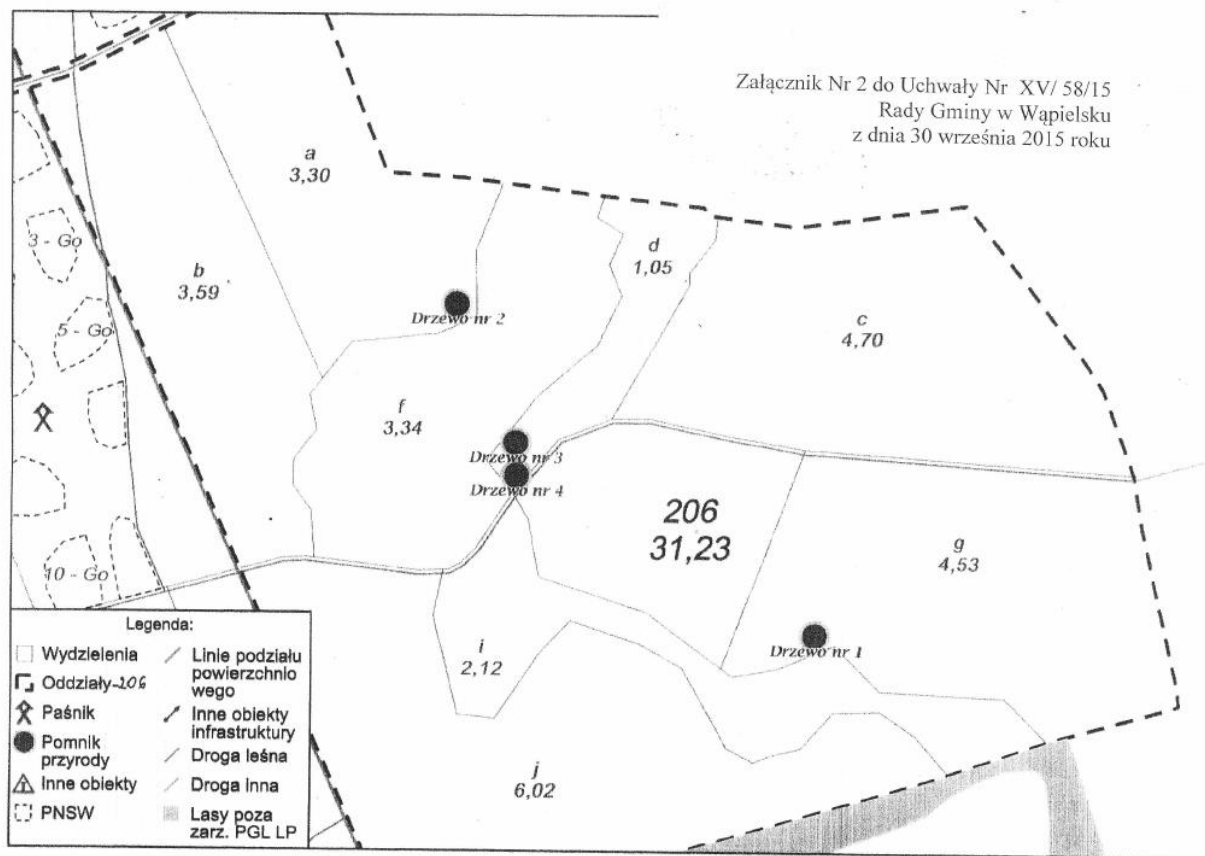 Załącznik Nr 2 do Uchwały Nr XV/ 58/15
Rady Gminy w Wąpielsku
z dnia 30 września 2015 roku
a
3,30
d
1,05
3 - Go
b
3,59
Drzewo nr 2
c
4,70
5 - Go
f
3,34
Drzewo nr 3
Drzewo nr 4
206
31,23
g
4,53
10 - Go
Drzewo nr 1
i
2,12
j
6,02
Legenda:
Wydzielenia
Oddziały-206
Paśnik
Pomnik
przyrody
Inne obiekty
PNSW
Linie podziału
powierzchnio
wego
Inne obiekty
infrastruktury
Droga leśna
Droga inna
Lasy poza
zarz. PGL LP